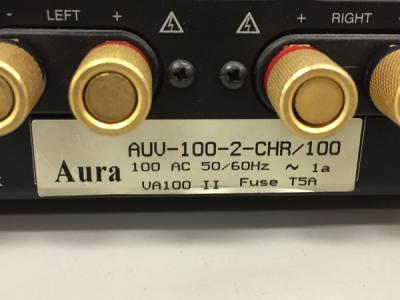 - LEFT + + RIGHT -
AUV-100-2-CHR/100
Aura 100 AC 50/60Hz ~ 1a
VA100 II Fuse T5A